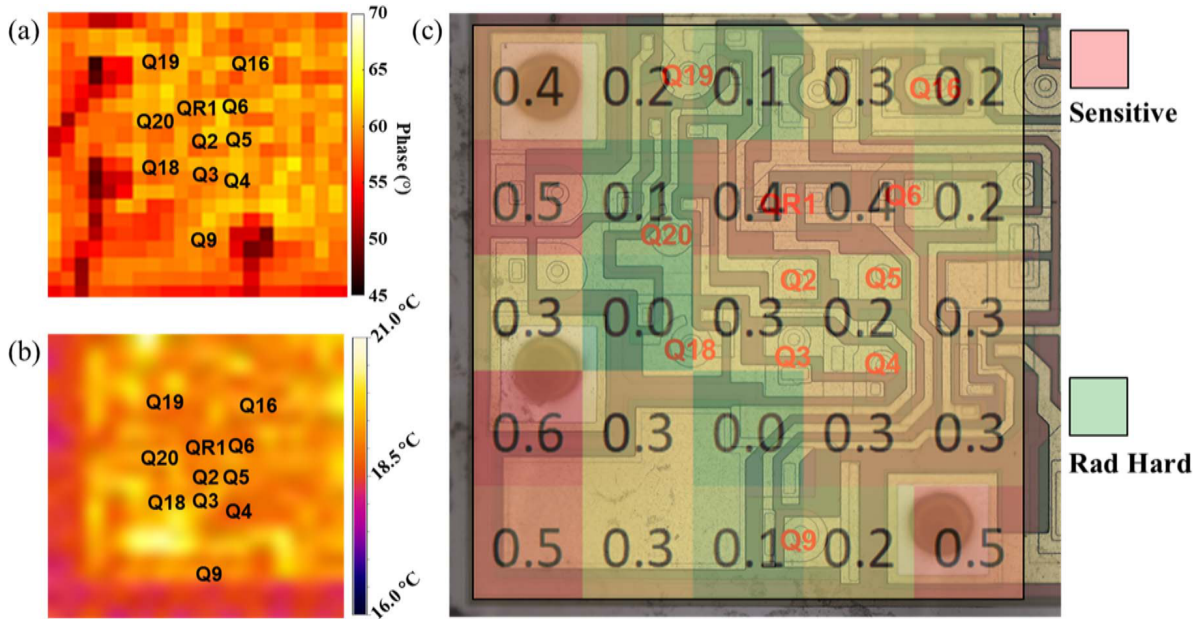 (a)
70
65
60
55
50
45
Phase (°)
Q19
Q16
QR1
Q6
Q20
Q2
Q5
Q18
Q3
Q4
Q9
(b)
21.0 °C
18.5 °C
16.0 °C
Q19
Q16
QR1
Q6
Q20
Q2
Q5
Q18
Q3
Q4
Q9
(c)
0.4 0.2 0.1 0.3 0.2
Q19
Q16
0.5 0.1 0.4 0.4 0.2
QR1
Q6
Q20
Q2
Q5
0.3 0.0 0.3 0.2 0.3
Q18
Q3
Q4
0.6 0.3 0.0 0.3 0.3
0.5 0.3 0.1 0.2 0.5
Q9
Sensitive
Rad Hard